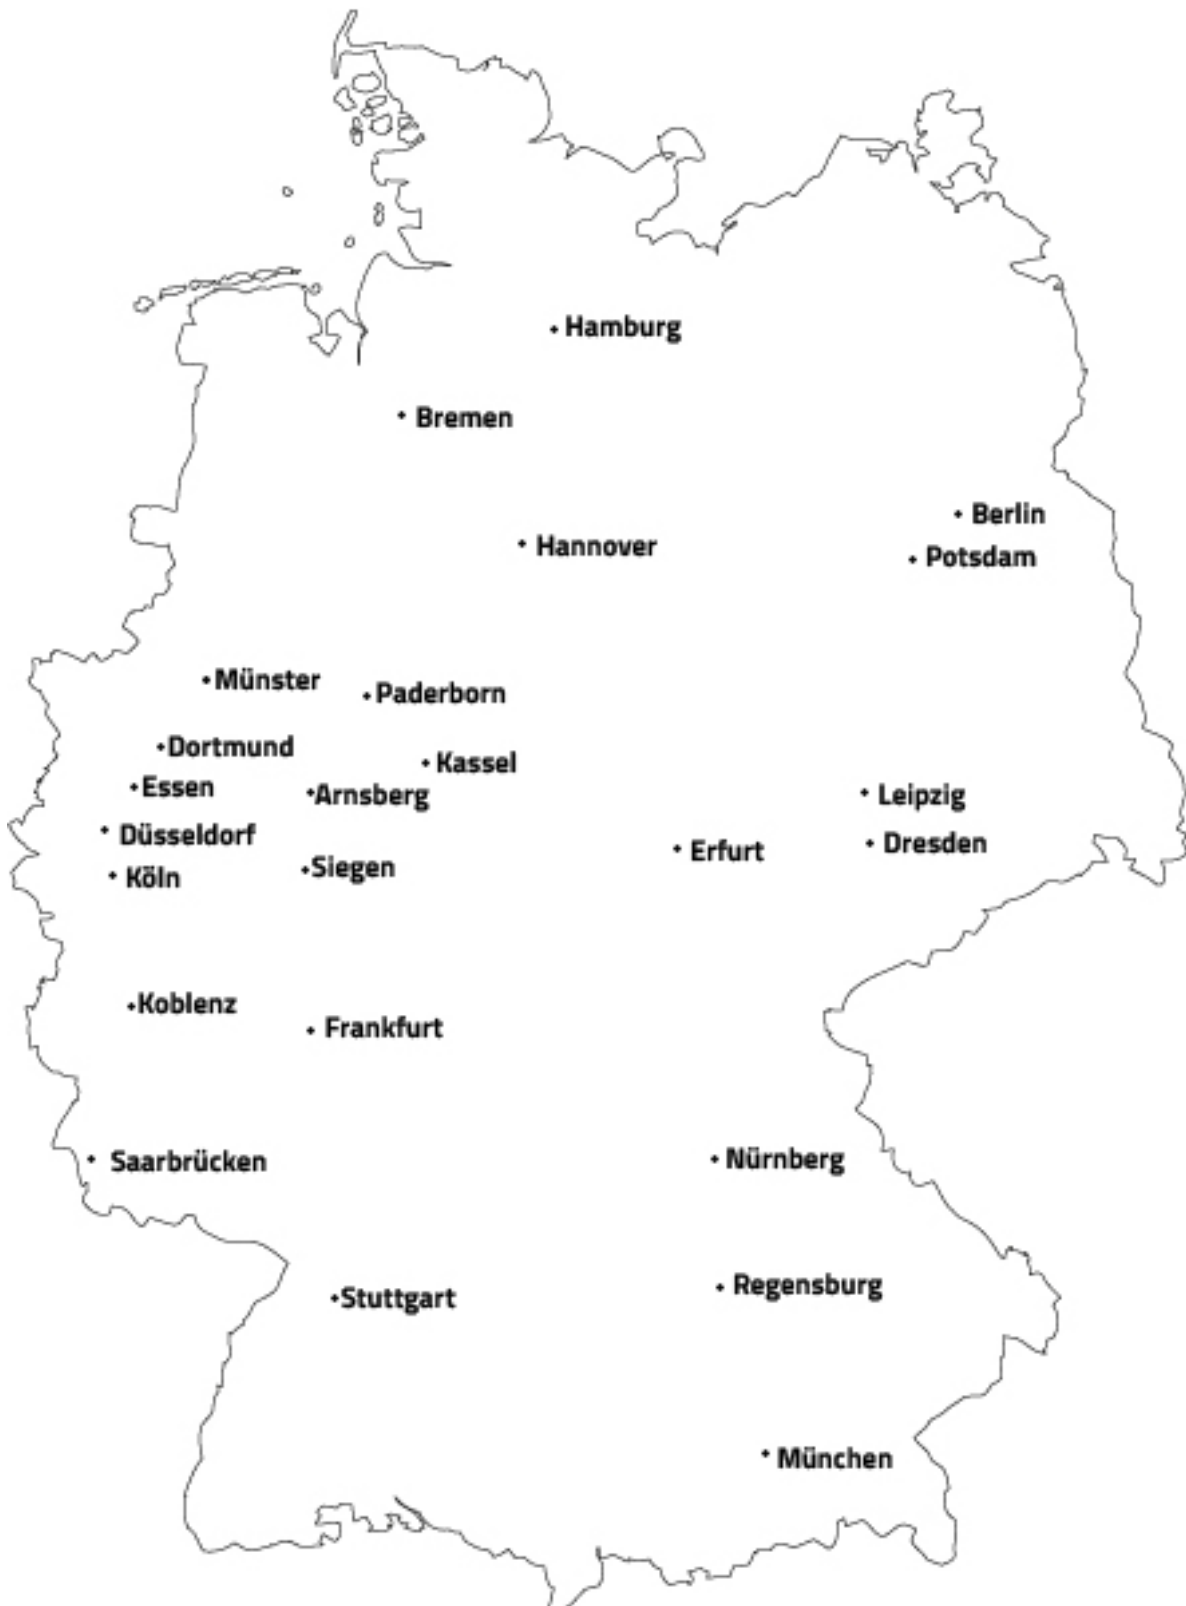 Hamburg
Bremen
Berlin
Hannover
Potsdam
Münster
Paderborn
Dortmund
Kassel
Essen
Arnsberg
Leipzig
Düsseldorf
Dresden
Erfurt
Siegen
Köln
Koblenz
Frankfurt
Nürnberg
Saarbrücken
Regensburg
Stuttgart
München